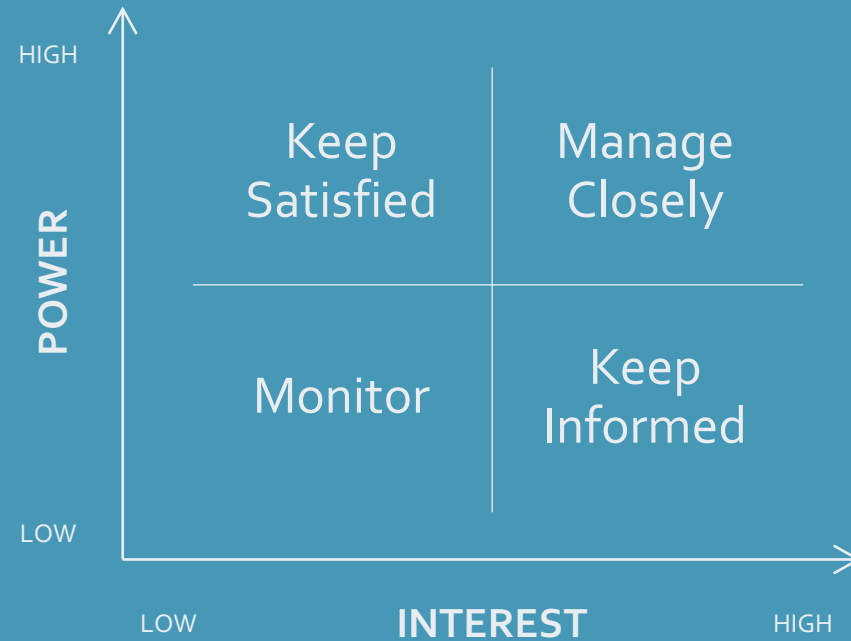 HIGH
Keep
Satisfied
Manage
Closely
POWER
Monitor
Keep
Informed
LOW
LOW
INTEREST
HIGH